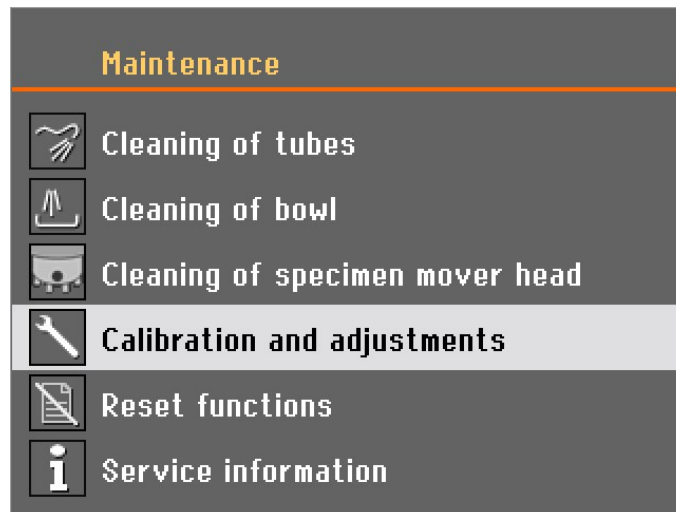 Maintenance
Cleaning of tubes
Cleaning of bowl
Cleaning of specimen mover head
Calibration and adjustments
Reset functions
Service information